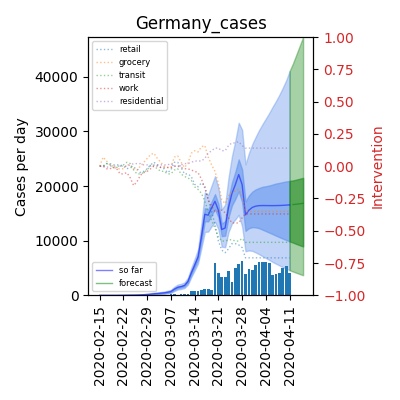 Germany_cases
retail
grocery
transit
work
residential
so far
forecast
Cases per day
0
10000
20000
30000
40000
Intervention
1.00
0.75
0.50
0.25
0.00
−0.25
−0.50
−0.75
−1.00
2020-02-15
2020-02-22
2020-02-29
2020-03-07
2020-03-14
2020-03-21
2020-03-28
2020-04-04
2020-04-11